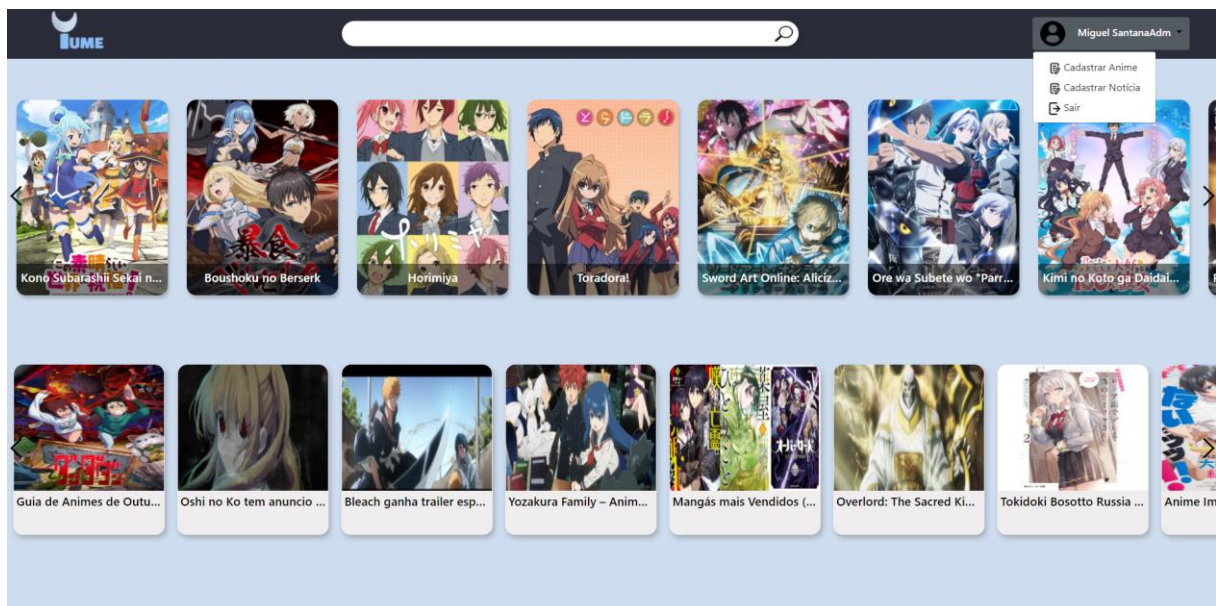 YUME
Miguel SantanaAdm
Cadastrar Anime
Cadastrar Notícia
Sair
Kono Subarashii Sekai n...
Boushoku no Berserk
Horimiya
Toradora!
Sword Art Online: Aliciz...
Ore wa Subete wo "Parr...
Kimi no Koto ga Daidai...
Guia de Animes de Outu...
Oshi no Ko tem anuncio ...
Bleach ganha trailer esp...
Yozakura Family – Anim...
Mangás mais Vendidos (...
Overlord: The Sacred Ki...
Tokidoki Bosotto Russia ...
Anime Im